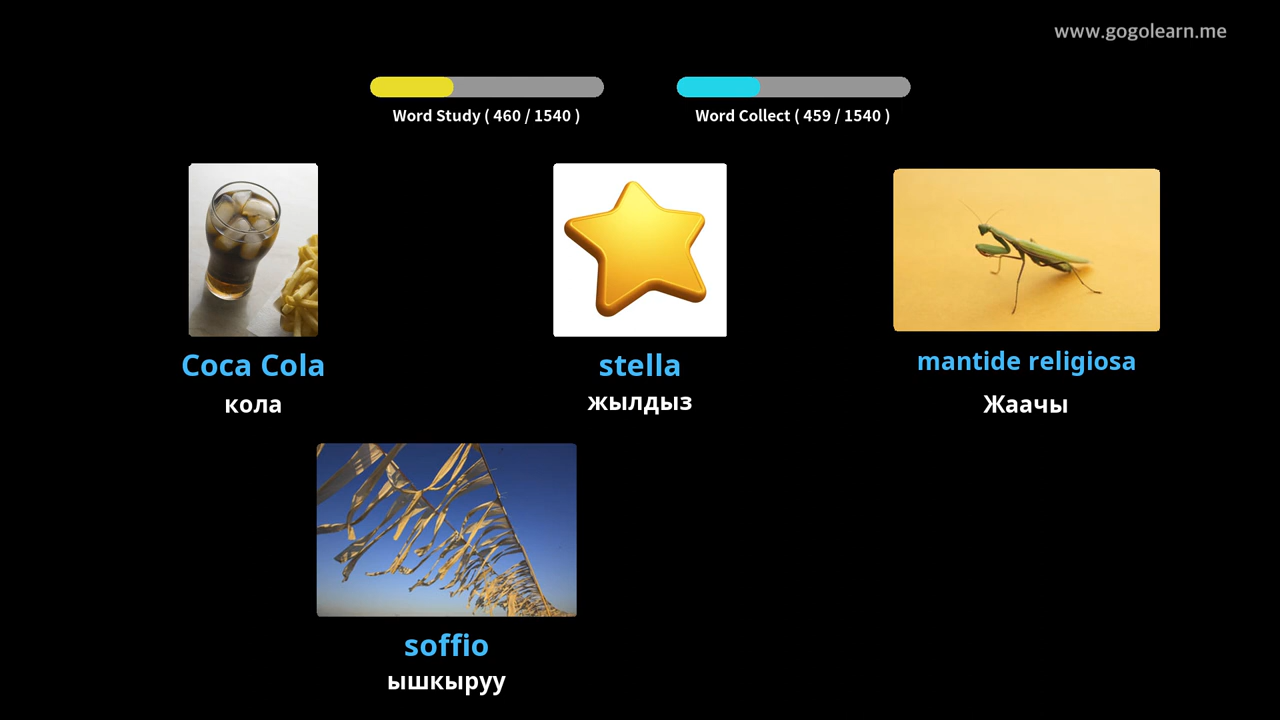 www.gogolearn.me
Word Study ( 460 / 1540 )
Word Collect ( 459 / 1540 )
Coca Cola
кола
stella
жылдыз
mantide religiosa
Жаачы
soffio
ышкыруу